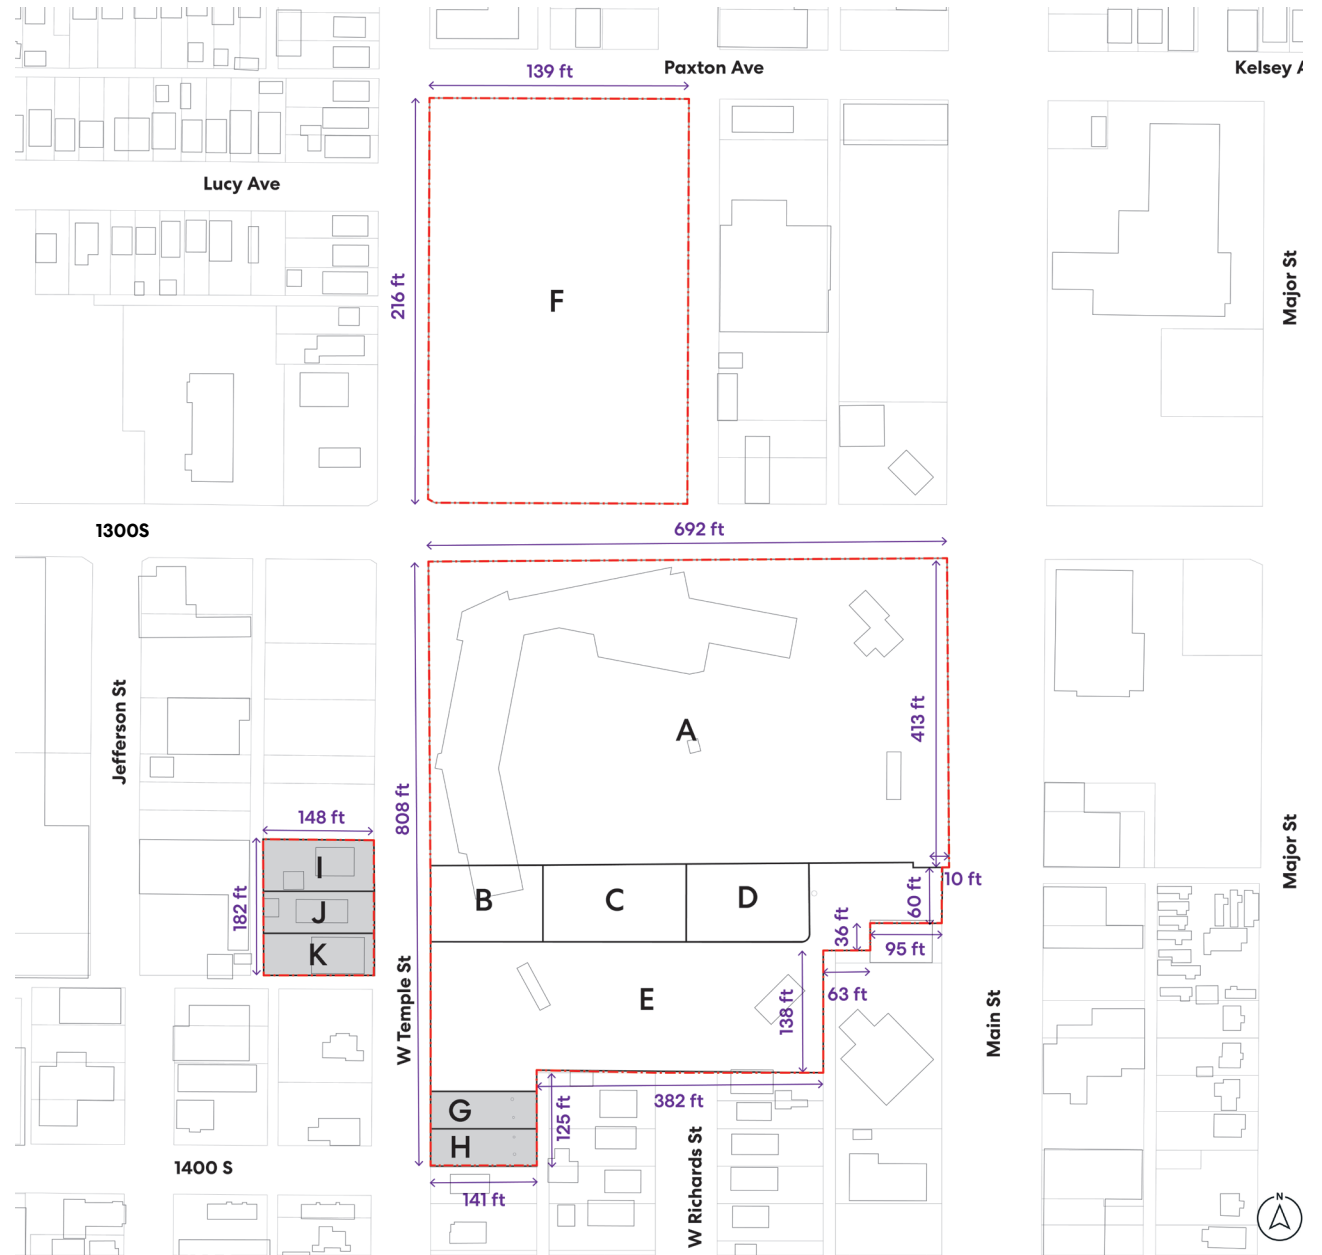 Paxton Ave
Kelsey A
139 ft
Lucy Ave
216 ft
F
Major St
1300S
692 ft
Jefferson St
808 ft
A
413 ft
148 ft
182 ft
I
J
K
B
C
D
10 ft
60 ft
36 ft
95 ft
63 ft
W Temple St
E
138 ft
Main St
Major St
G
H
125 ft
382 ft
W Richards St
1400 S
141 ft
N